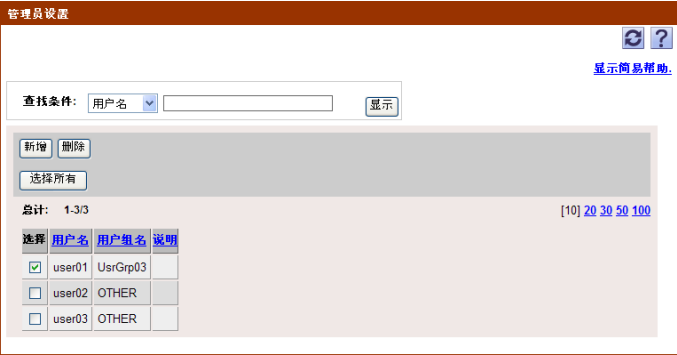 管理员设置
?
显示简易帮助.
查找条件: 用户名 显示
新增 删除
选择所有
总计: 1-3/3 [10] 20 30 50 100
选择 用户名 用户组名 说明
user01 UsrGrp03
user02 OTHER
user03 OTHER